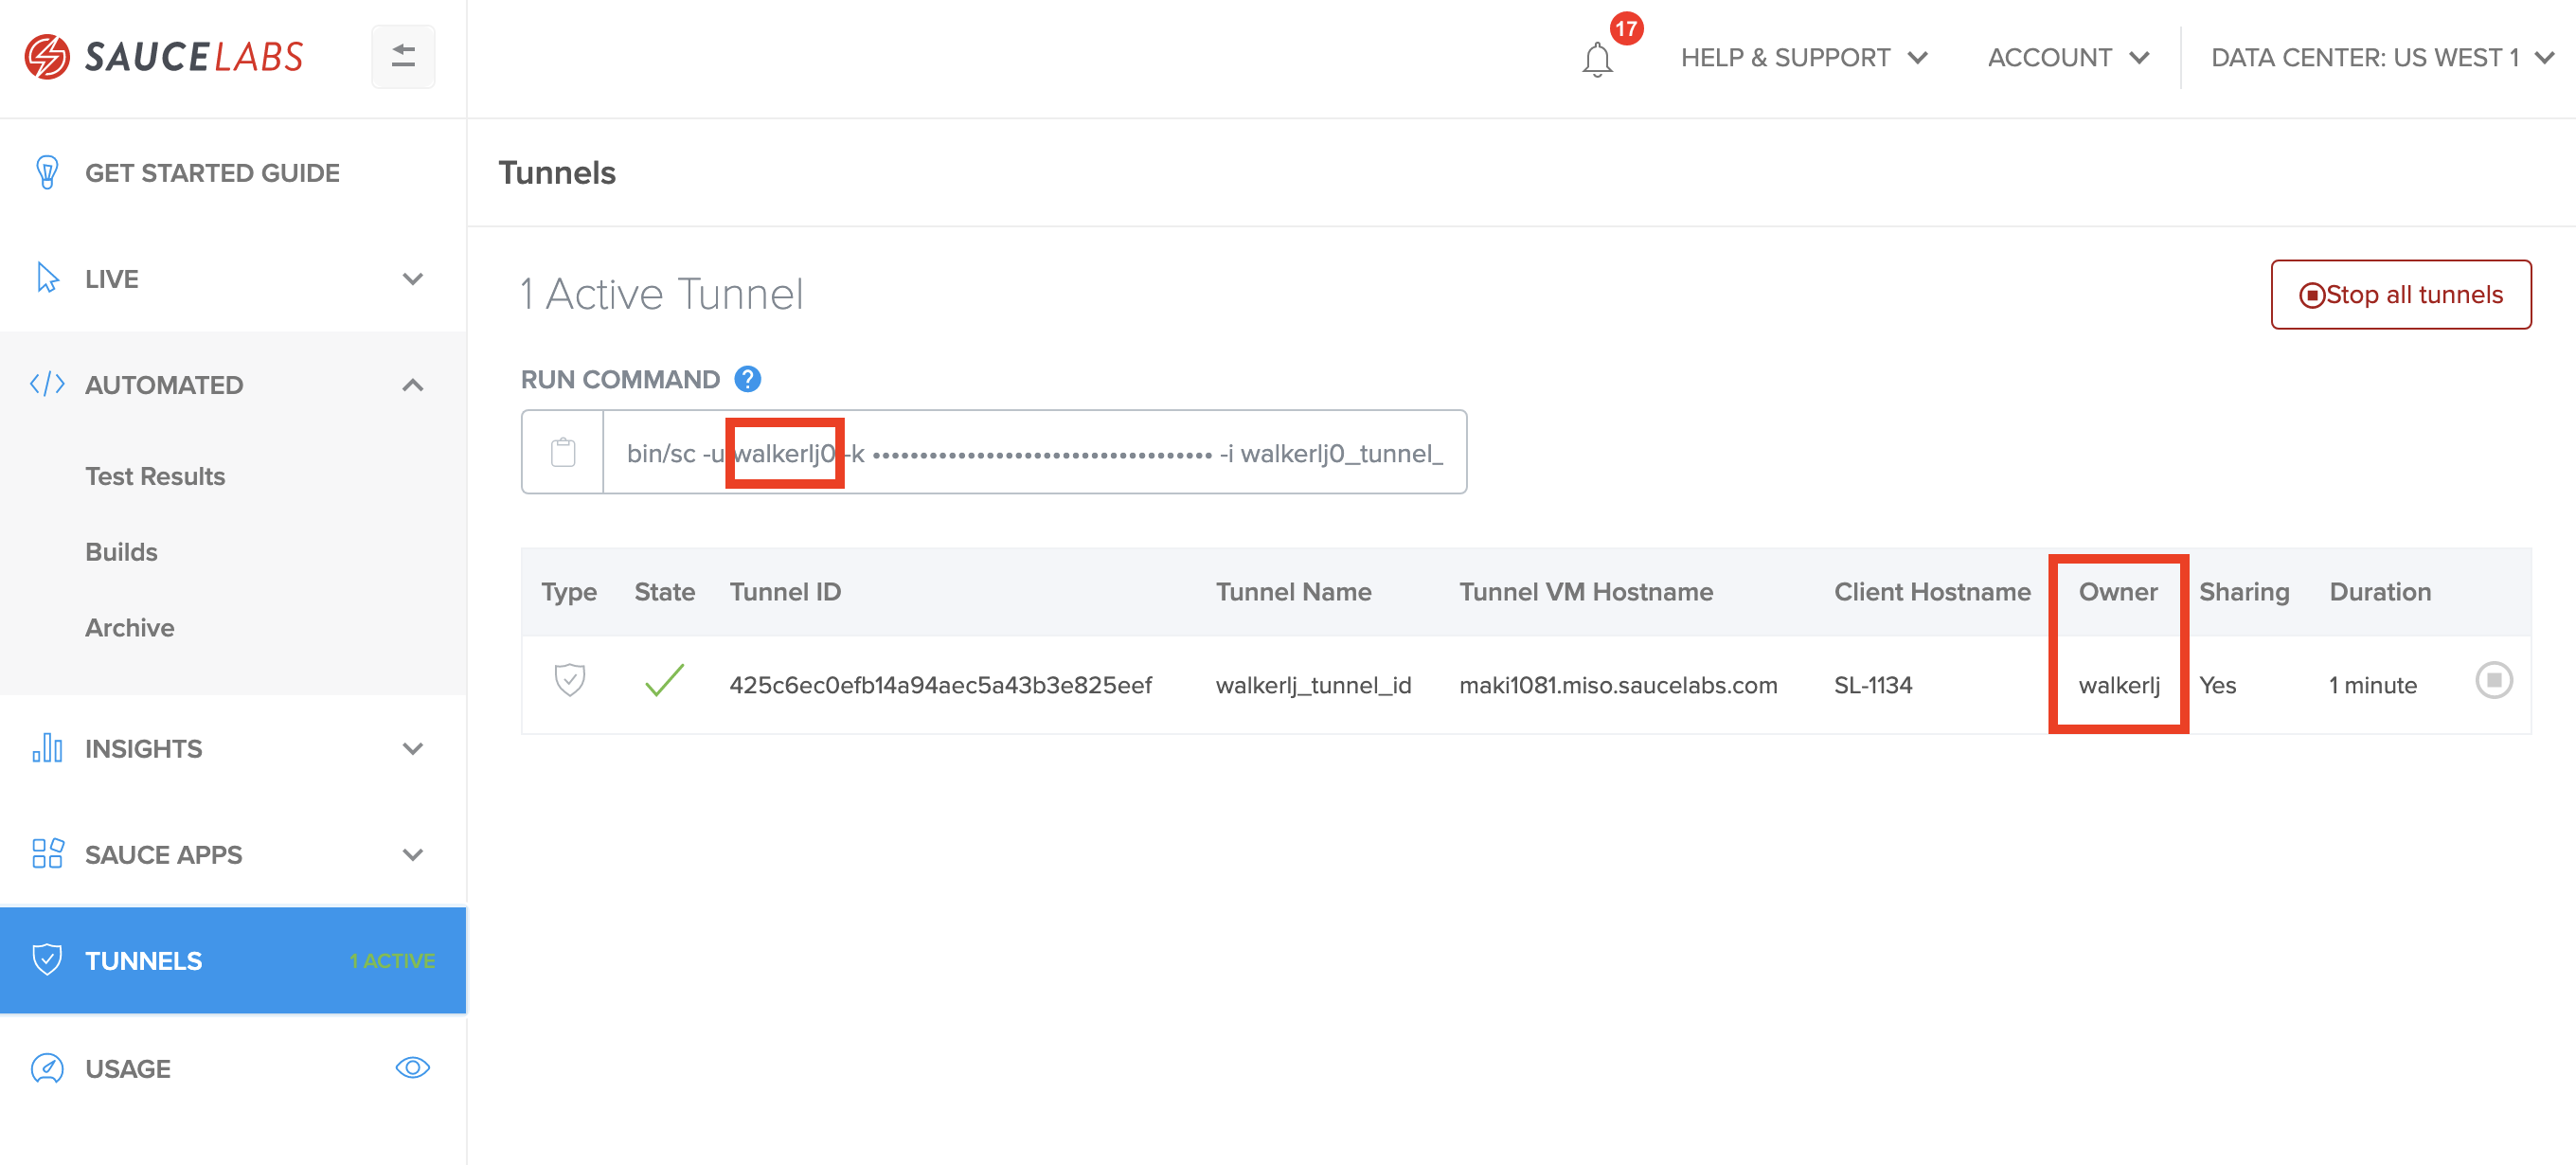 SAUCELABS
17
HELP & SUPPORT
ACCOUNT
DATA CENTER: US WEST 1
GET STARTED GUIDE
LIVE
AUTOMATED
Test Results
Builds
Archive
INSIGHTS
SAUCE APPS
TUNNELS 1 ACTIVE
USAGE
Tunnels
1 Active Tunnel
Stop all tunnels
RUN COMMAND ?
bin/sc -u walkerlj0 -k •••••••••••••••••••••••••••••••••••• -i walkerlj0_tunnel_
Type State Tunnel ID Tunnel Name Tunnel VM Hostname Client Hostname Owner Sharing Duration
425c6ec0efb14a94aec5a43b3e825eef walkerlj_tunnel_id maki1081.miso.saucelabs.com SL-1134 walkerlj Yes 1 minute